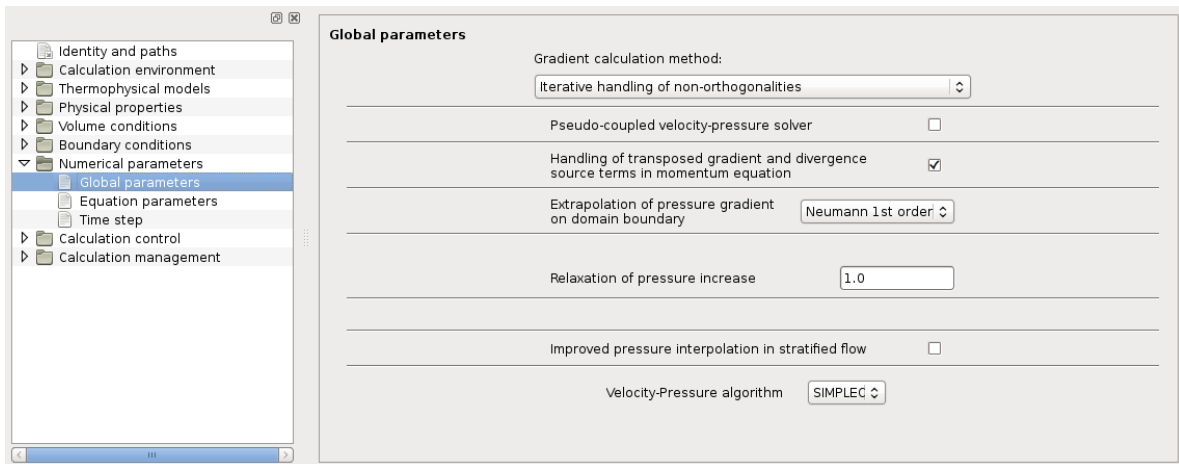 Identity and paths
Calculation environment
Thermophysical models
Physical properties
Volume conditions
Boundary conditions
Numerical parameters
Global parameters
Equation parameters
Time step
Calculation control
Calculation management
Global parameters
Gradient calculation method:
Iterative handling of non-orthogonalities
Pseudo-coupled velocity-pressure solver
Handling of transposed gradient and divergence
source terms in momentum equation
Extrapolation of pressure gradient
on domain boundary
Neumann 1st order
Relaxation of pressure increase
1.0
Improved pressure interpolation in stratified flow
Velocity-Pressure algorithm
SIMPLEC